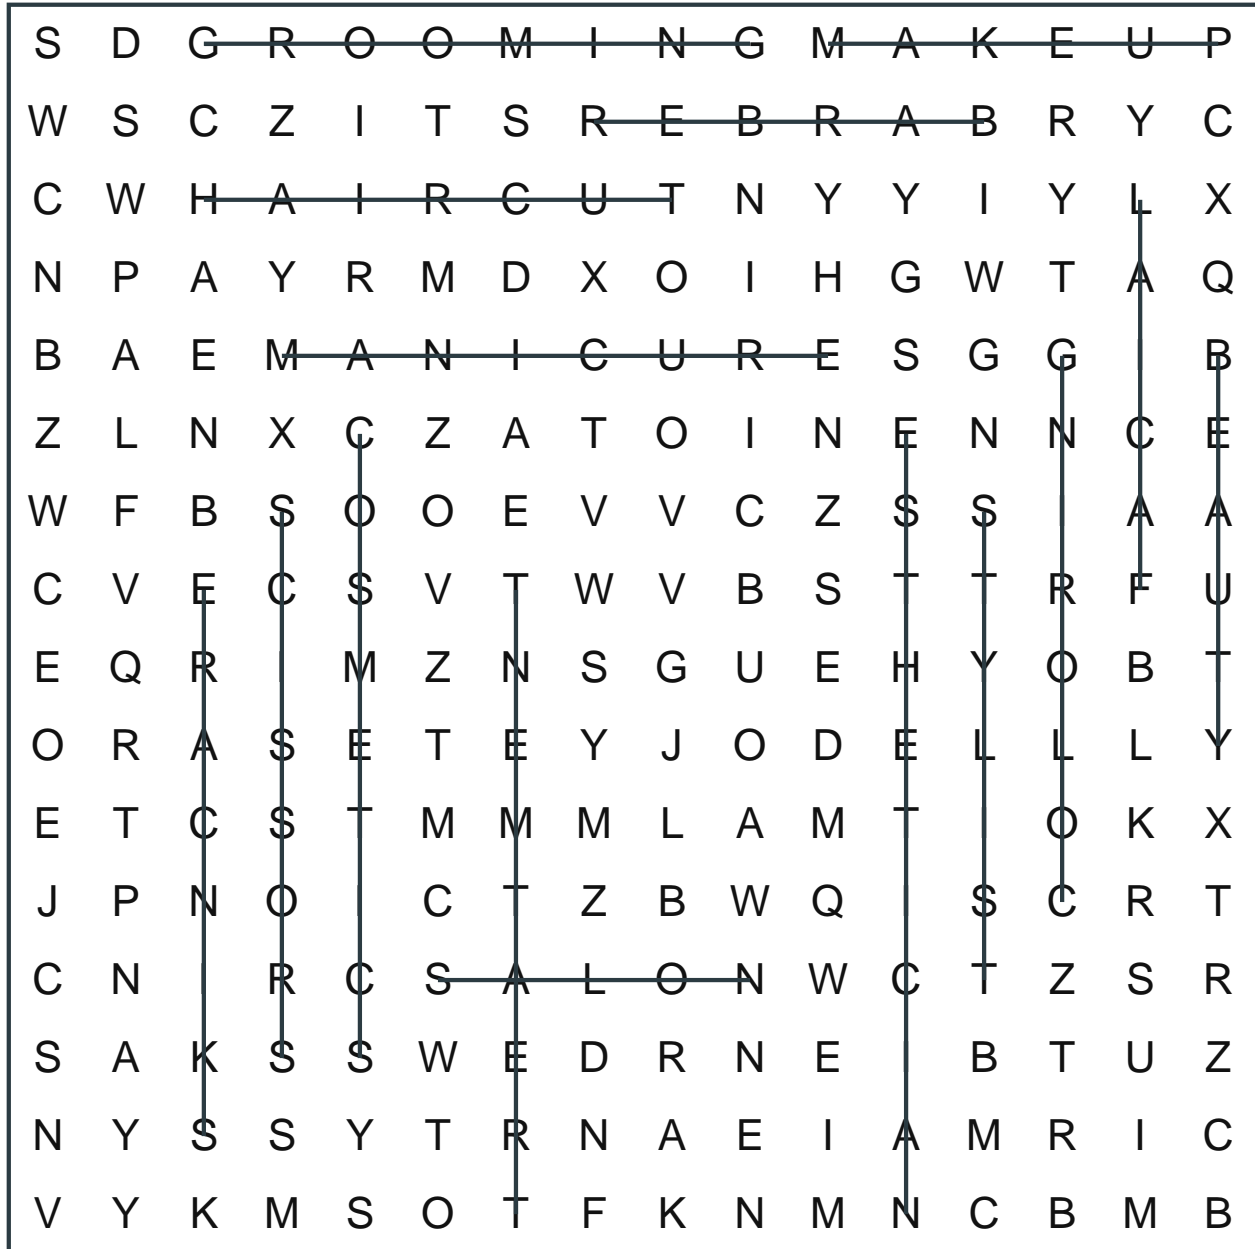 S D G R O O M I N G M A K E U P
W S C Z I T S R E B R A B R Y C
C W H A I R C U T N Y Y I Y L X
N P A Y R M D X O I H G W T A Q
B A E M A N I C U R E S G G I B
Z L N X C Z A T O I N E N N C E
W F B S O O E V V C Z S S I A A
C V E C S V T W V B S T T R F U
E Q R I M Z N S G U E H Y O B T
O R A S E T E Y J O D E L L L Y
E T C S T M M M L A M T I O K X
J P N O I C T Z B W Q I S C R T
C N I R C S A L O N W C T Z S R
S A K S S W E D R N E I B T U Z
N Y S S Y T R N A E I A M R I C
V Y K M S O T F K N M N C B M B